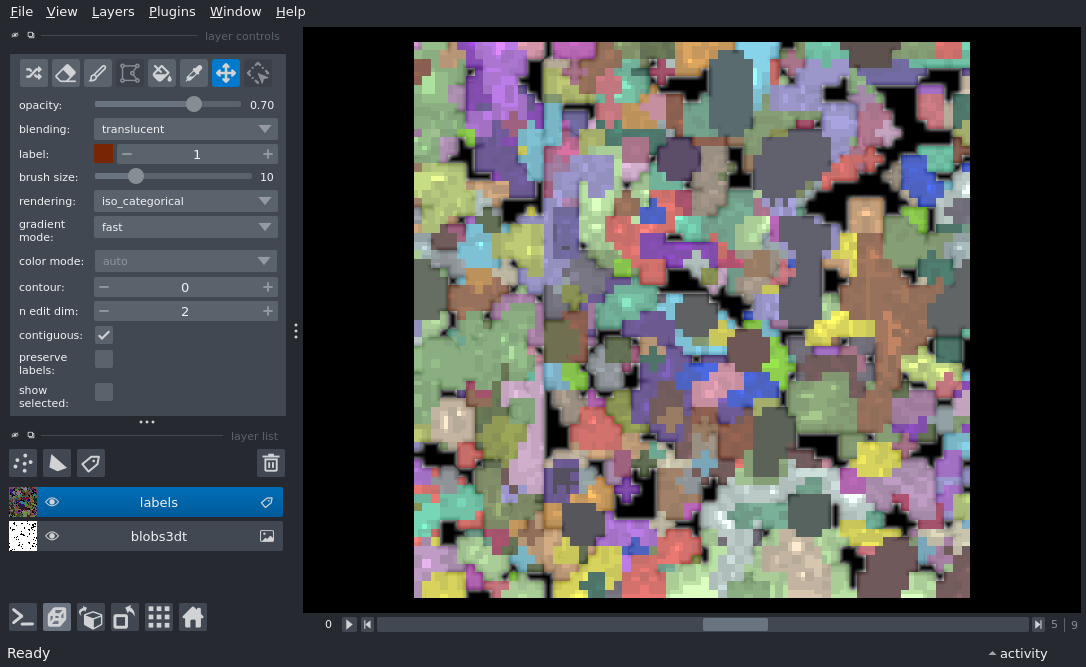 File View Layers Plugins Window Help
layer controls
opacity: 0.70
blending: translucent
label: 1
brush size: 10
rendering: iso_categorical
gradient mode: fast
color mode: auto
contour: 0
n edit dim: 2
contiguous:
preserve labels:
show selected:
layer list
labels
blobs3dt
0 5 9
Ready activity